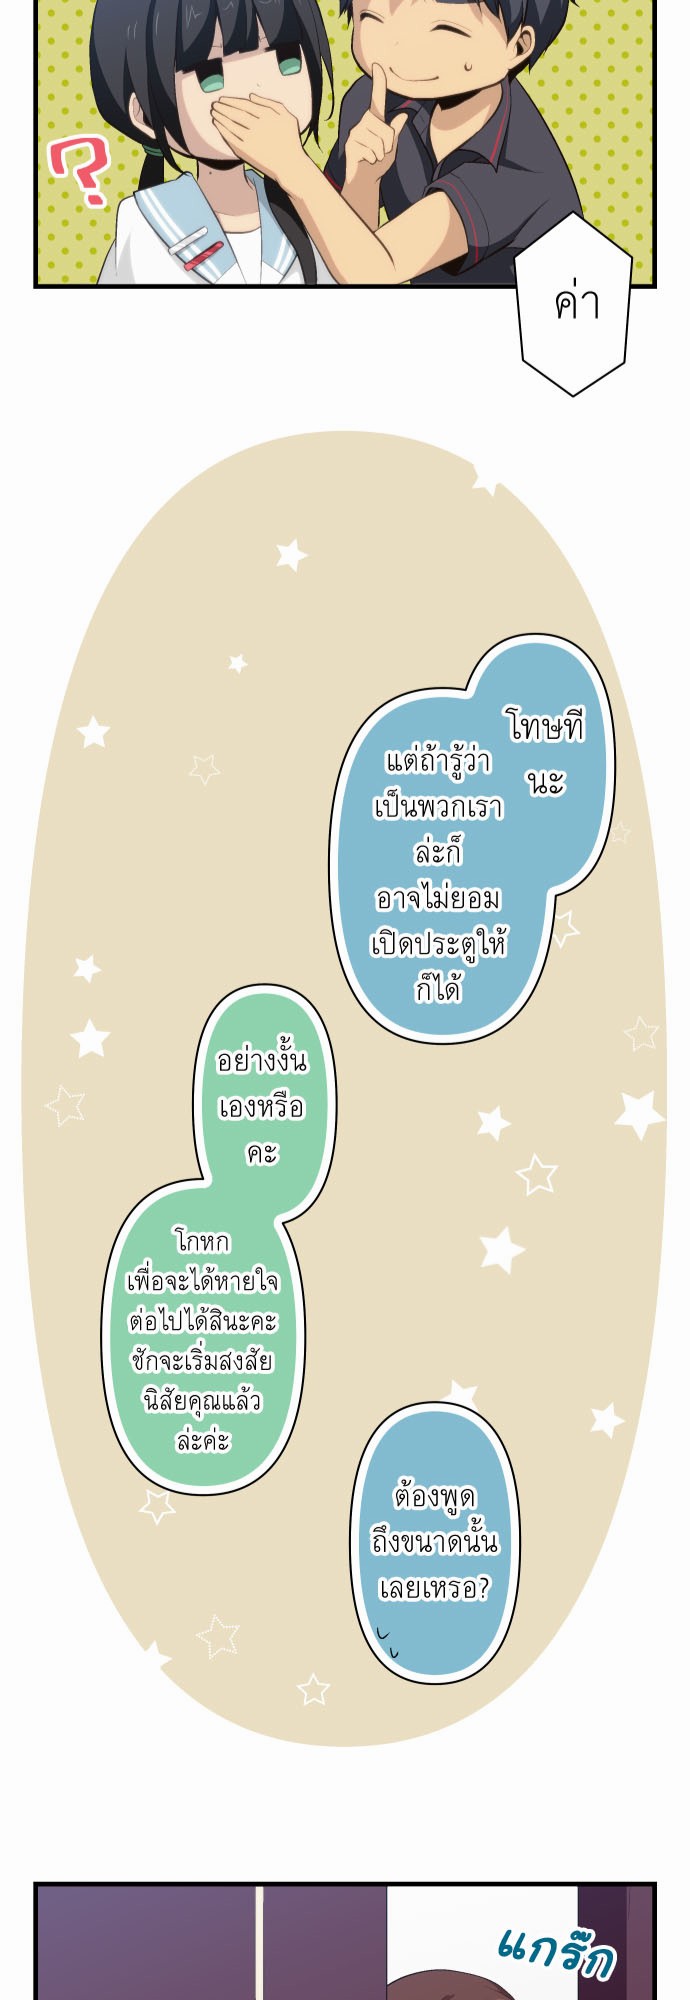 ?
ค่า
โทษที
นะ
แต่ถ้ารู้ว่า
เป็นพวกเรา
ล่ะก็
อาจไม่ยอม
เปิดประตูให้
ก็ได้
อย่างงั้น
เองหรือ
คะ
โกหก
เพื่อจะได้หายใจ
ต่อไปได้สินะคะ
ชักจะเริ่มสงสัย
นิสัยคุณแล้ว
ล่ะค่ะ
ต้องพูด
ถึงขนาดนั้น
เลยเหรอ?
แกร๊ก